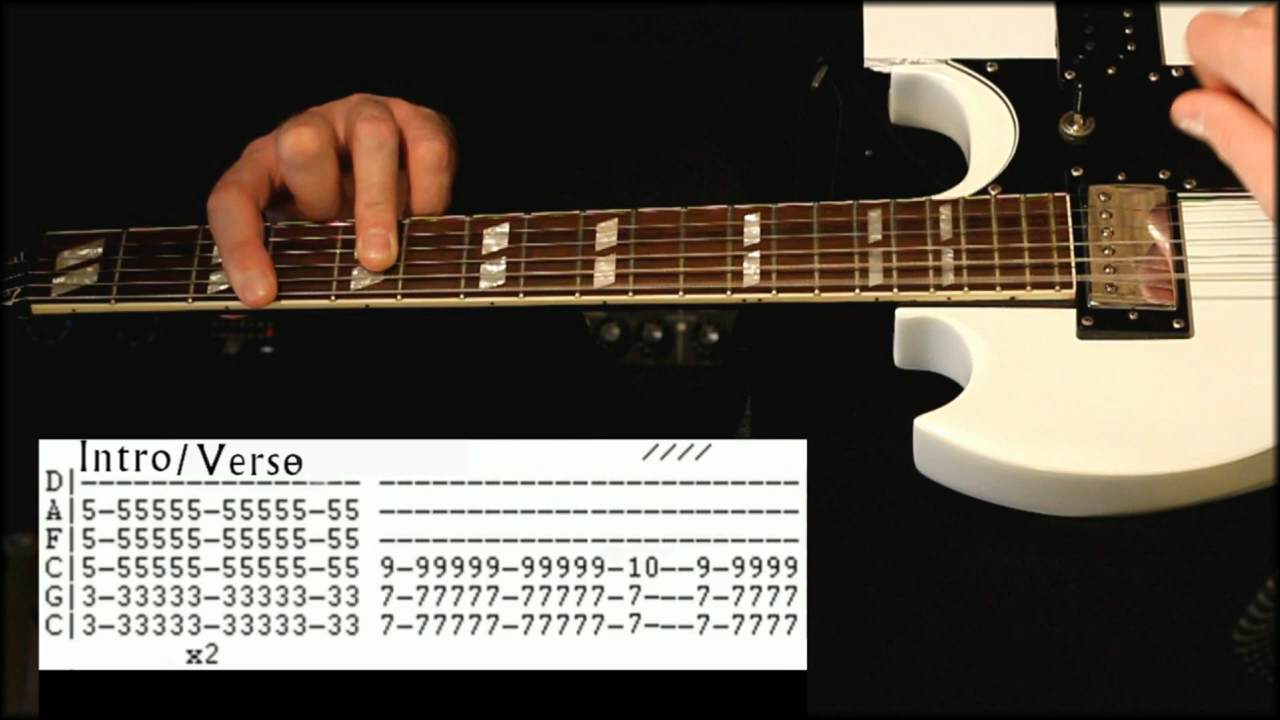 Intro/Verse ////
D|-------------------- -----------------------------
A|5-55555-55555-55 -----------------------------
F|5-55555-55555-55 -----------------------------
C|5-55555-55555-55 9-99999-99999-10--9-9999
G|3-33333-33333-33 7-77777-77777-7---7-7777
C|3-33333-33333-33 7-77777-77777-7---7-7777
x2